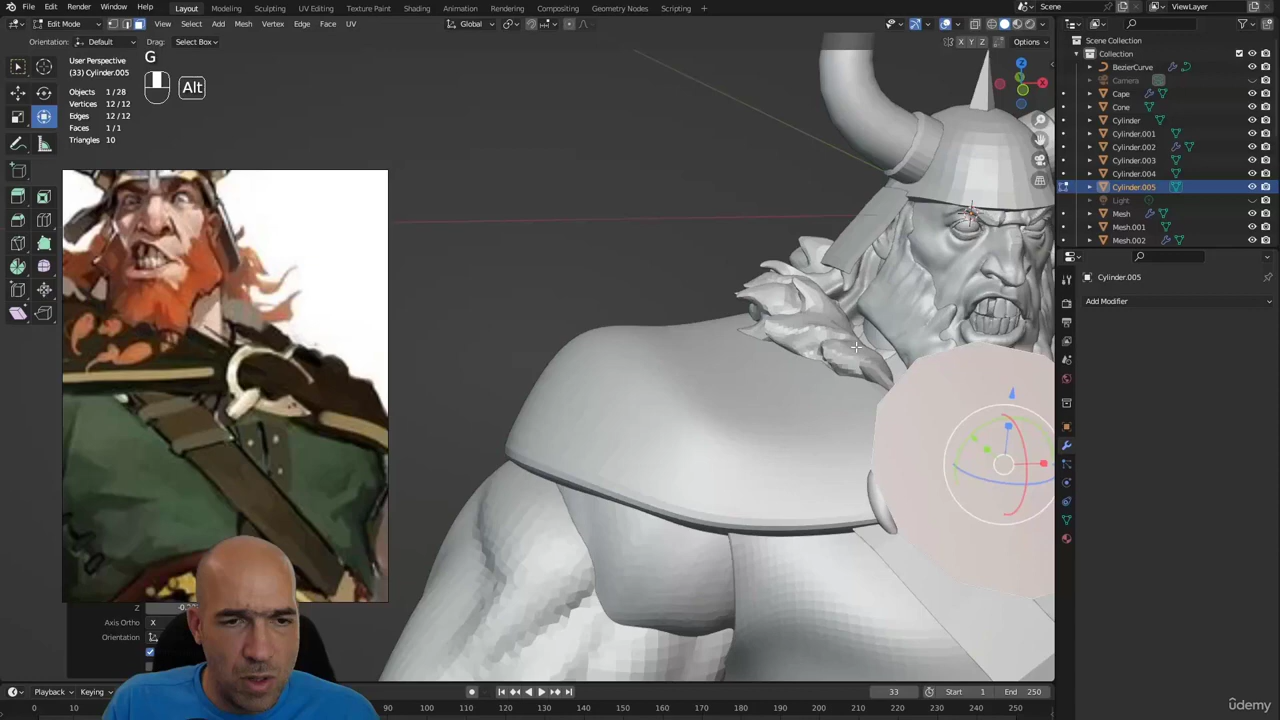 File Edit Render Window Help Layout Modeling Sculpting UV Editing Texture Paint Shading Animation Rendering Compositing Geometry Nodes Scripting Scene ViewLayer
Edit Mode View Select Add Mesh Vertex Edge Face UV Global
Orientation: Default Drag: Select Box X Y Z Options
User Perspective
(33) Cylinder.005
G
Alt
Objects 1/28
Vertices 12/12
Edges 12/12
Faces 1/1
Triangles 10
Scene Collection
Collection
BezierCurve
Camera
Cape
Cone
Cylinder
Cylinder.001
Cylinder.002
Cylinder.003
Cylinder.004
Cylinder.005
Light
Mesh
Mesh.001
Mesh.002
Cylinder.005
Add Modifier
Z
Axis Ortho X
Orientation
Playback Keying 33 Start 1 End 250
0 10 80 90 100 110 120 130 140 150 160 170 180 190 200 210 220 230 240 250
ûdemy